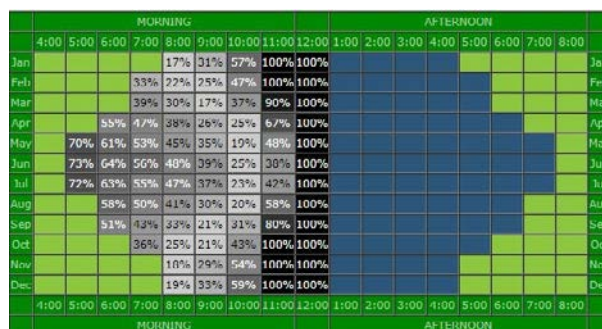 MORNING AFTERNOON
4:00 5:00 6:00 7:00 8:00 9:00 10:00 11:00 12:00 1:00 2:00 3:00 4:00 5:00 6:00 7:00 8:00
Jan 17% 31% 57% 100% 100% Ja
Feb 33% 22% 25% 47% 100% 100% Fe
Mar 39% 30% 17% 37% 90% 100% Ma
Apr 55% 47% 38% 26% 25% 67% 100% Ap
May 70% 61% 53% 45% 35% 19% 48% 100% Ma
Jun 73% 64% 56% 48% 39% 25% 38% 100% Ju
Jul 72% 63% 55% 47% 37% 23% 42% 100% Ju
Aug 58% 50% 41% 30% 20% 58% 100% Au
Sep 51% 43% 33% 21% 31% 80% 100% Se
Oct 36% 25% 21% 43% 100% 100% Oc
Nov 18% 29% 54% 100% 100% No
Dec 19% 33% 59% 100% 100% De
4:00 5:00 6:00 7:00 8:00 9:00 10:00 11:00 12:00 1:00 2:00 3:00 4:00 5:00 6:00 7:00 8:00
MORNING AFTERNOON